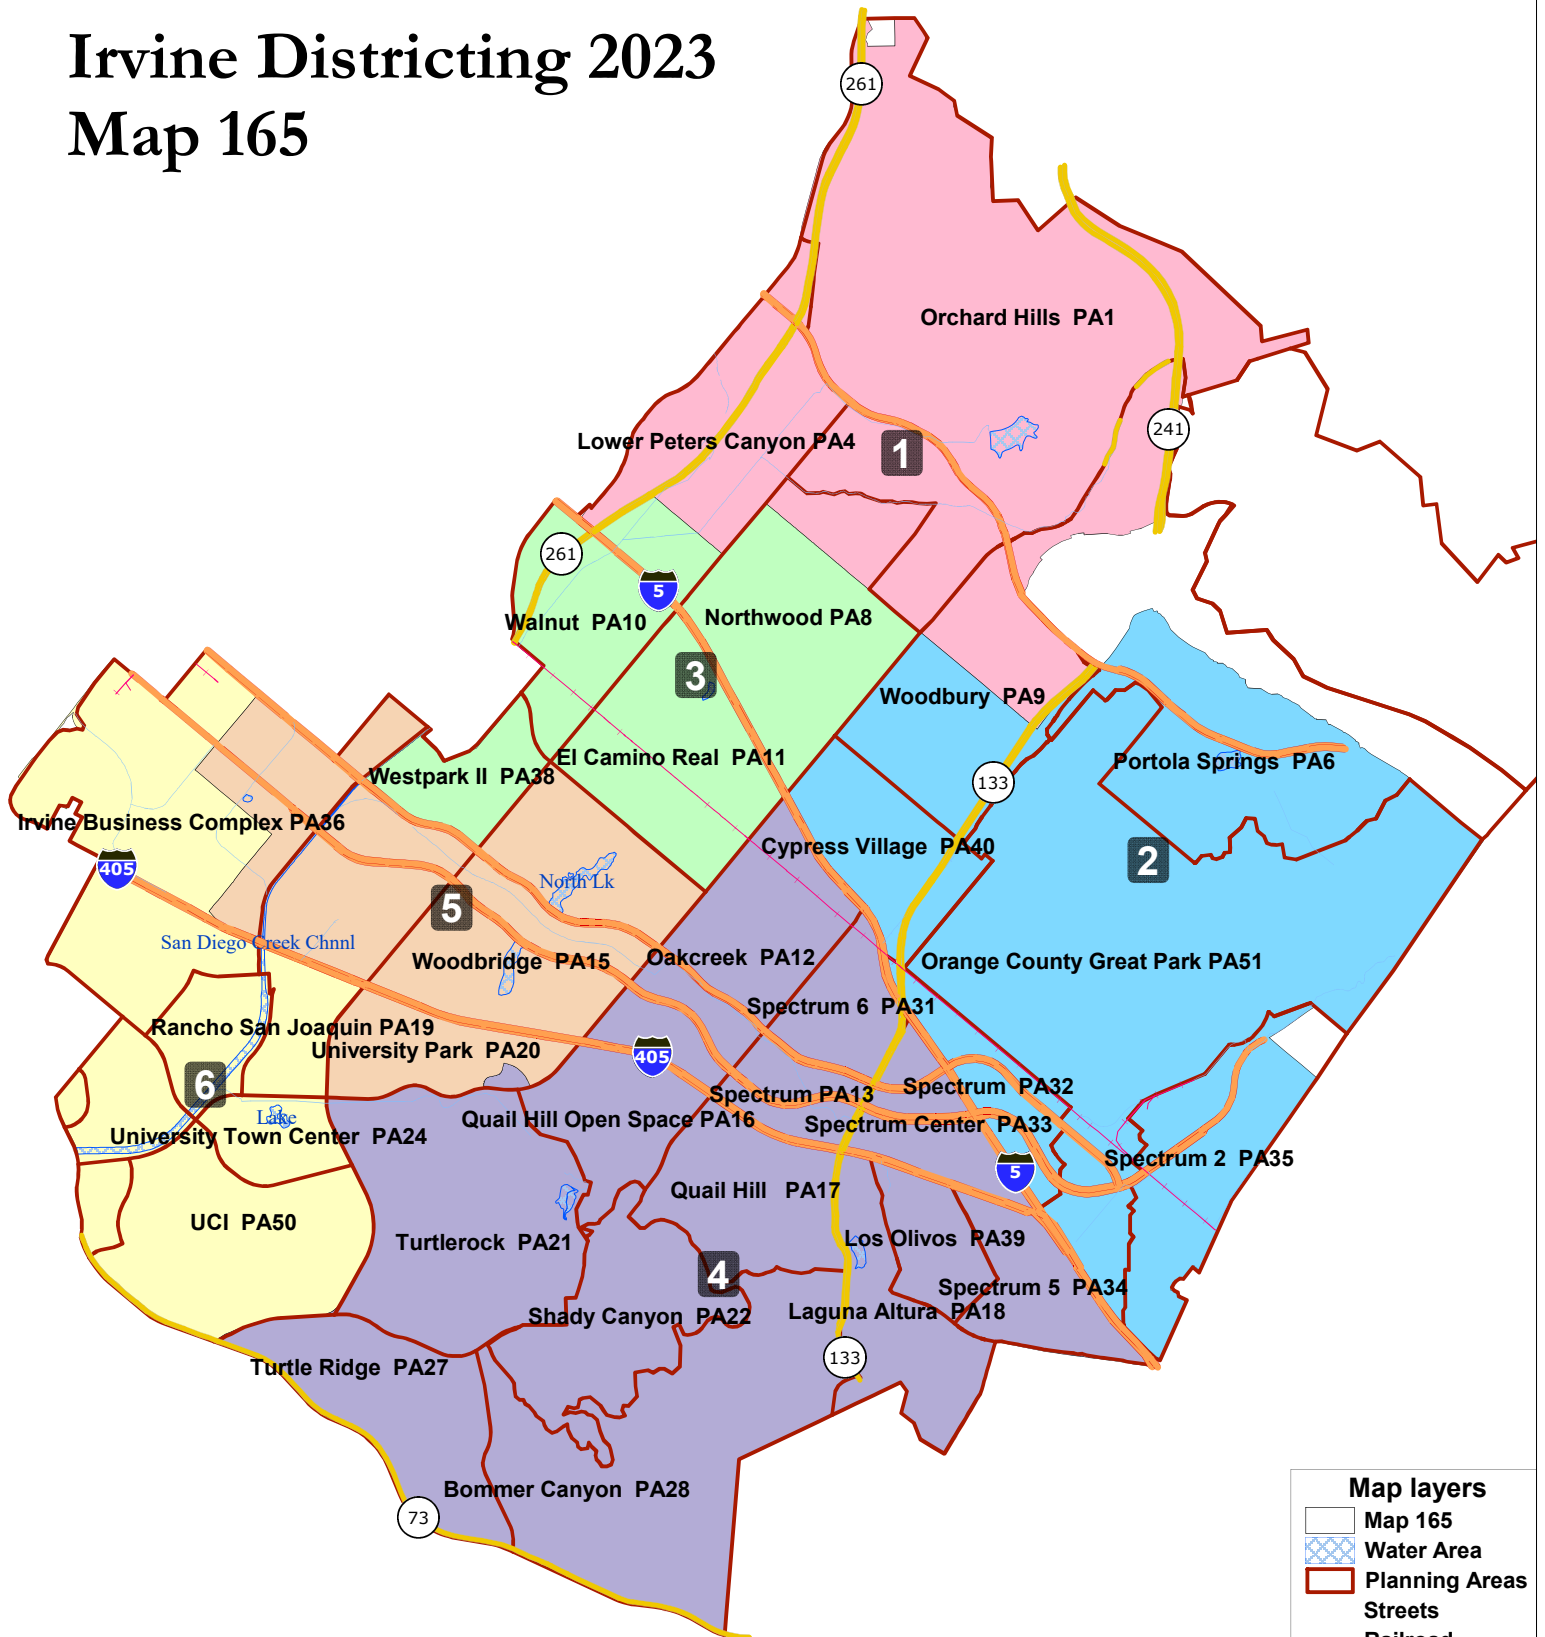 Irvine Districting 2023
Map 165
261
Orchard Hills PA1
241
Lower Peters Canyon PA4
1
261
5
Walnut PA10
Northwood PA8
3
Woodbury PA9
El Camino Real PA11
Westpark II PA38
Portola Springs PA6
133
Irvine Business Complex PA36
Cypress Village PA40
2
405
North Lk
5
San Diego Creek Chnnl
Woodbridge PA15
Oakcreek PA12
Orange County Great Park PA51
Spectrum 6 PA31
Rancho San Joaquin PA19
University Park PA20
405
6
Spectrum PA13
Spectrum PA32
Lake
Quail Hill Open Space PA16
Spectrum Center PA33
University Town Center PA24
Spectrum 2 PA35
5
Quail Hill PA17
UCI PA50
Turtlerock PA21
Los Olivos PA39
4
Spectrum 5 PA34
Shady Canyon PA22
Laguna Altura PA18
133
Turtle Ridge PA27
Bommer Canyon PA28
73
Map layers
Map 165
Water Area
Planning Areas
Streets
Railroad